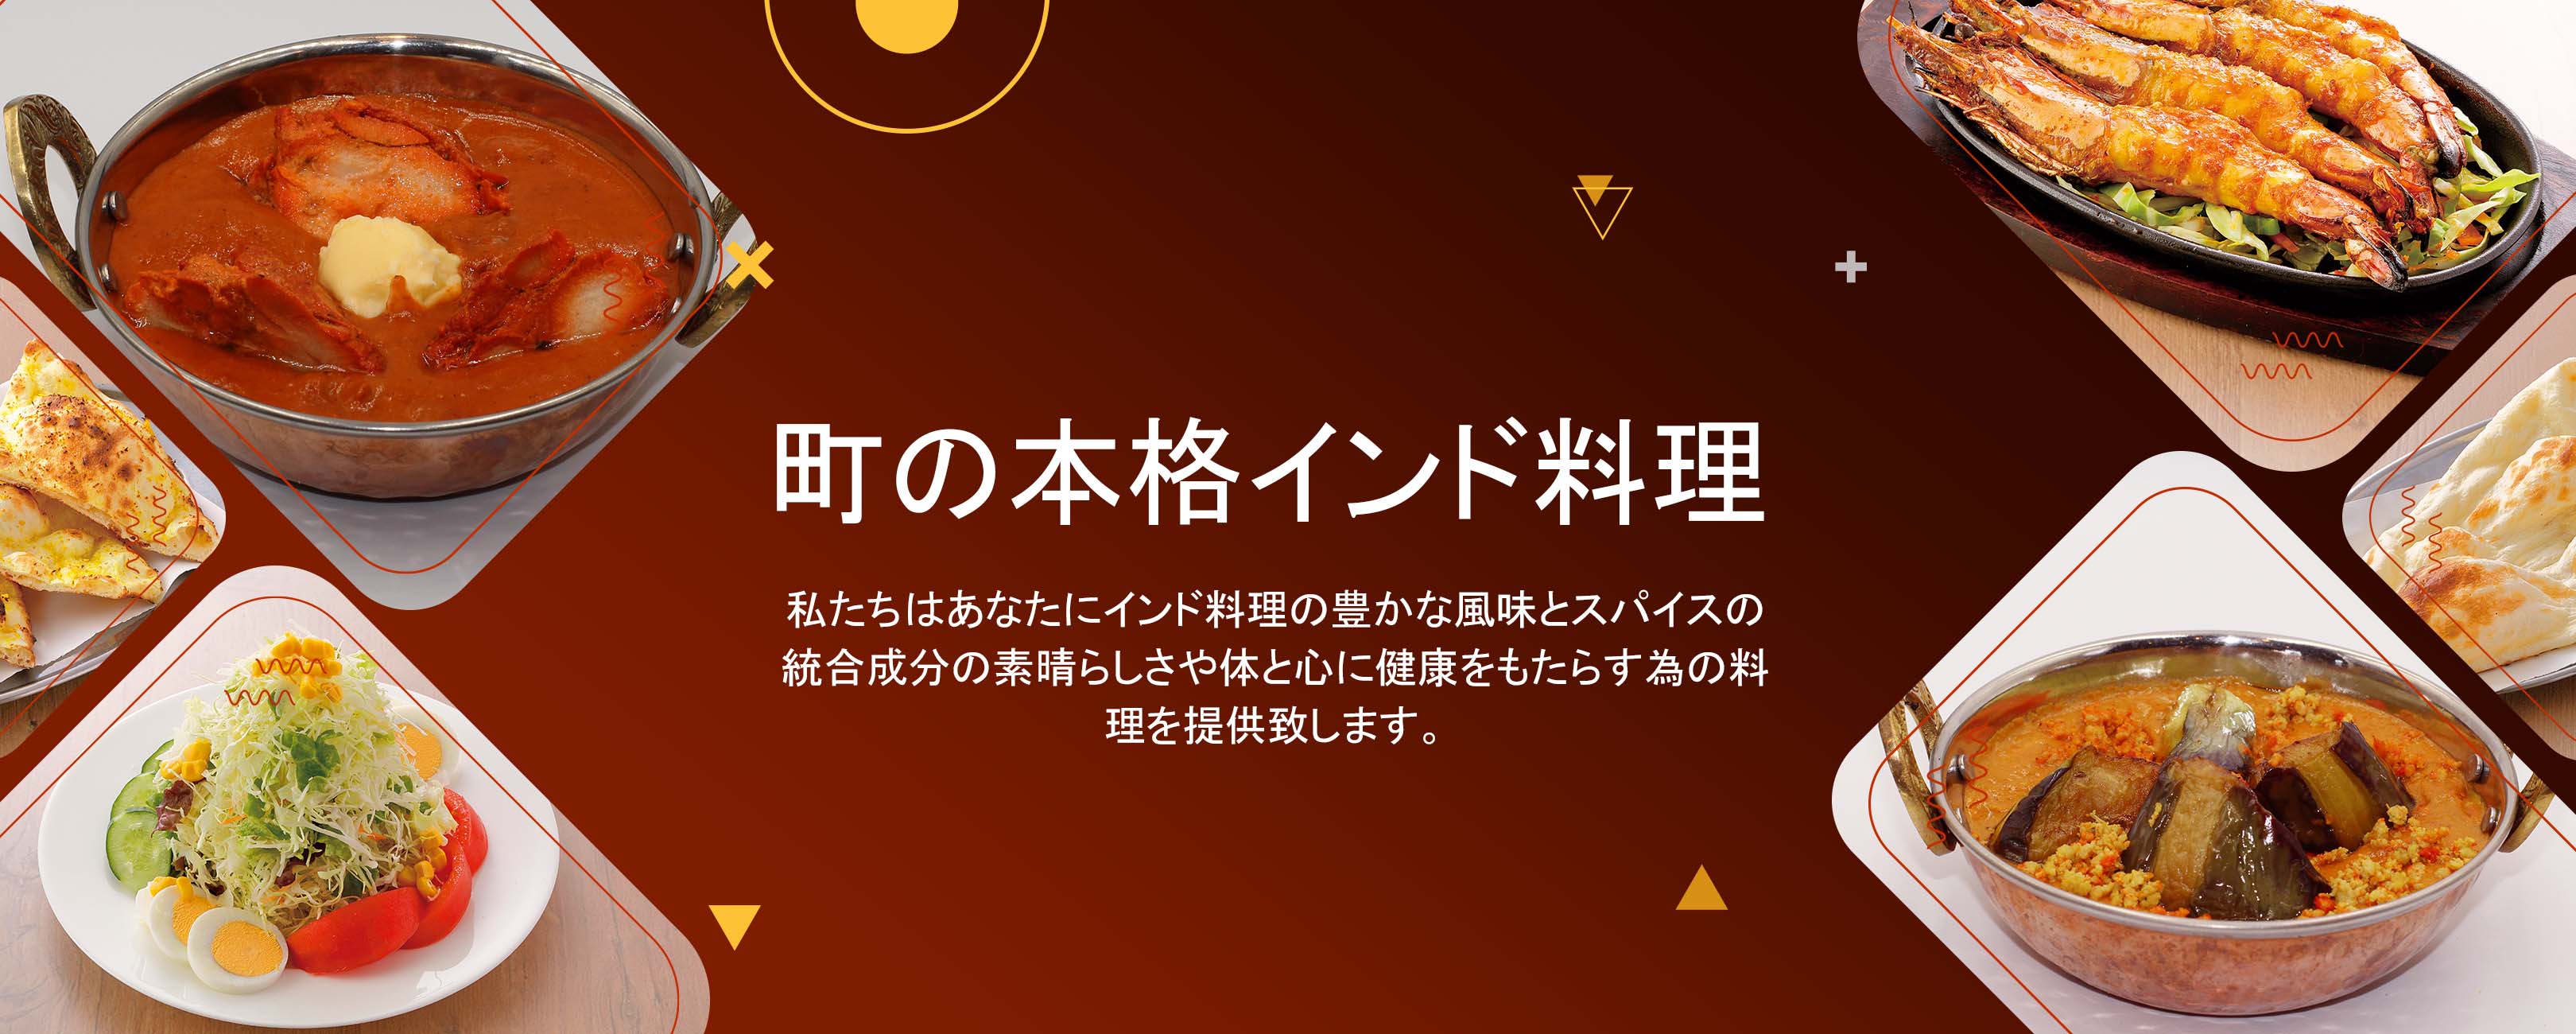 町の本格インド料理
私たちはあなたにインド料理の豊かな風味とスパイスの
統合成分の素晴らしさや体と心に健康をもたらす為の料
理を提供致します。